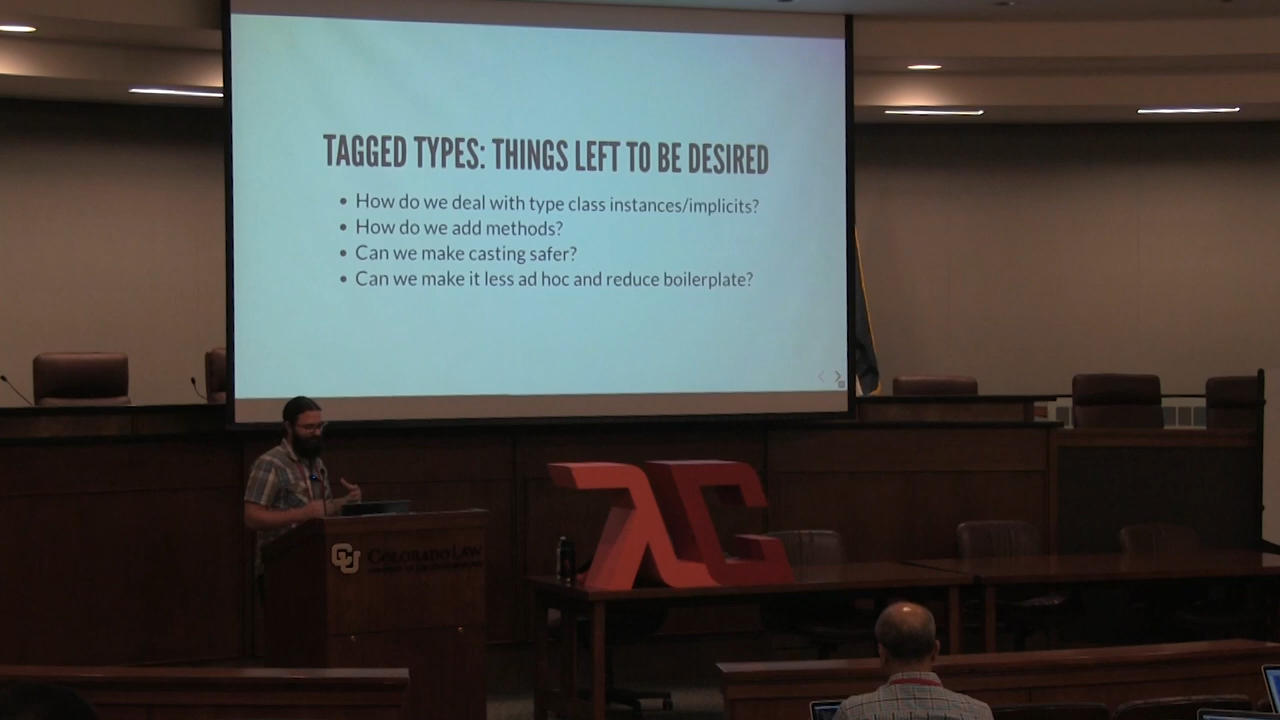 TAGGED TYPES: THINGS LEFT TO BE DESIRED
• How do we deal with type class instances/implicits?
• How do we add methods?
• Can we make casting safer?
• Can we make it less ad hoc and reduce boilerplate?
CU
COLORADO LAW
λC